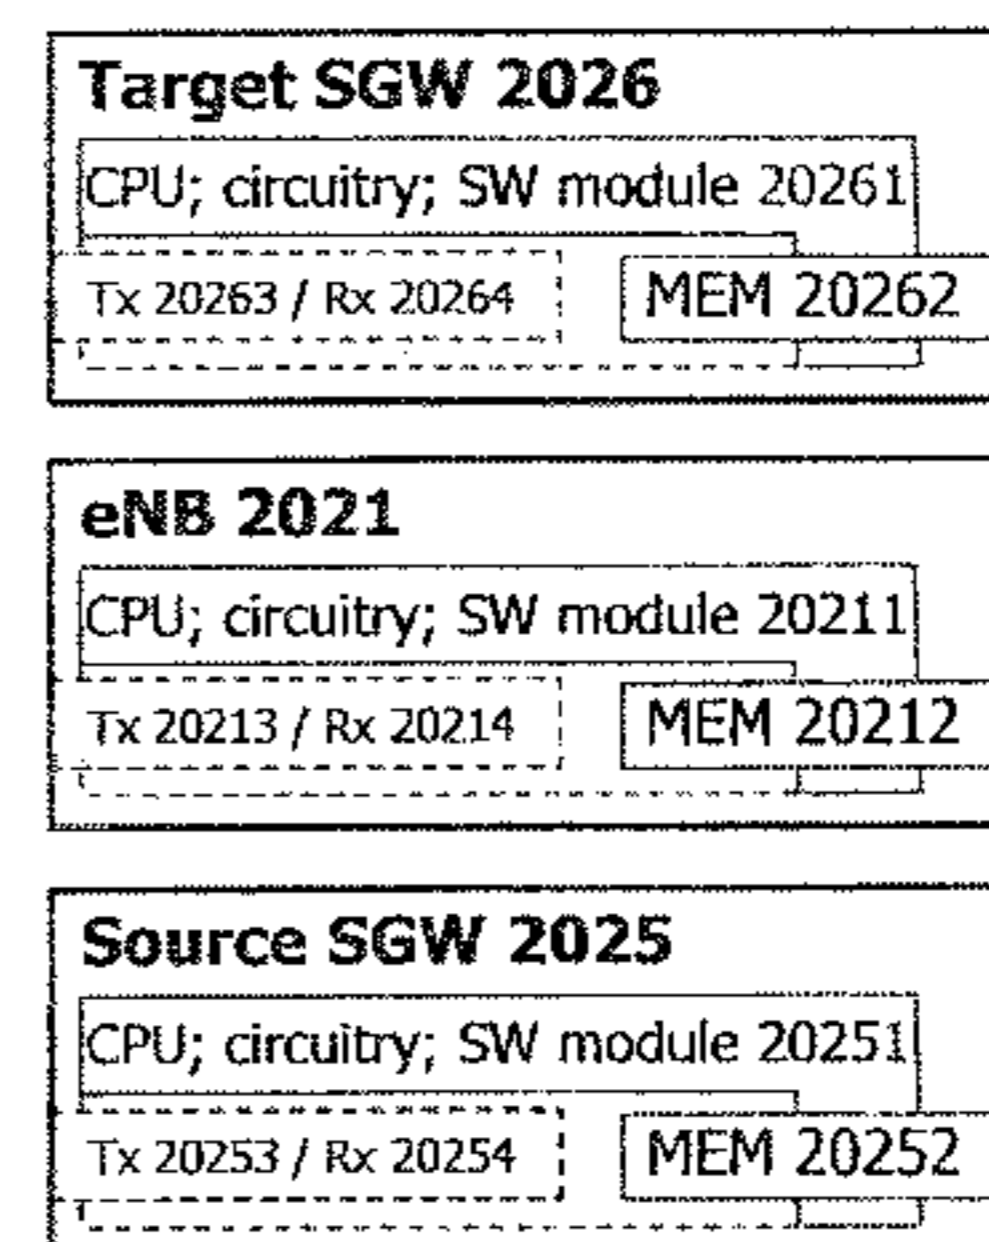 Target SGW 2026
CPU; circuitry; SW module 20261
Tx 20263 / Rx 20264
MEM 20262
eNB 2021
CPU; circuitry; SW module 20211
Tx 20213 / Rx 20214
MEM 20212
Source SGW 2025
CPU; circuitry; SW module 20251
Tx 20253 / Rx 20254
MEM 20252